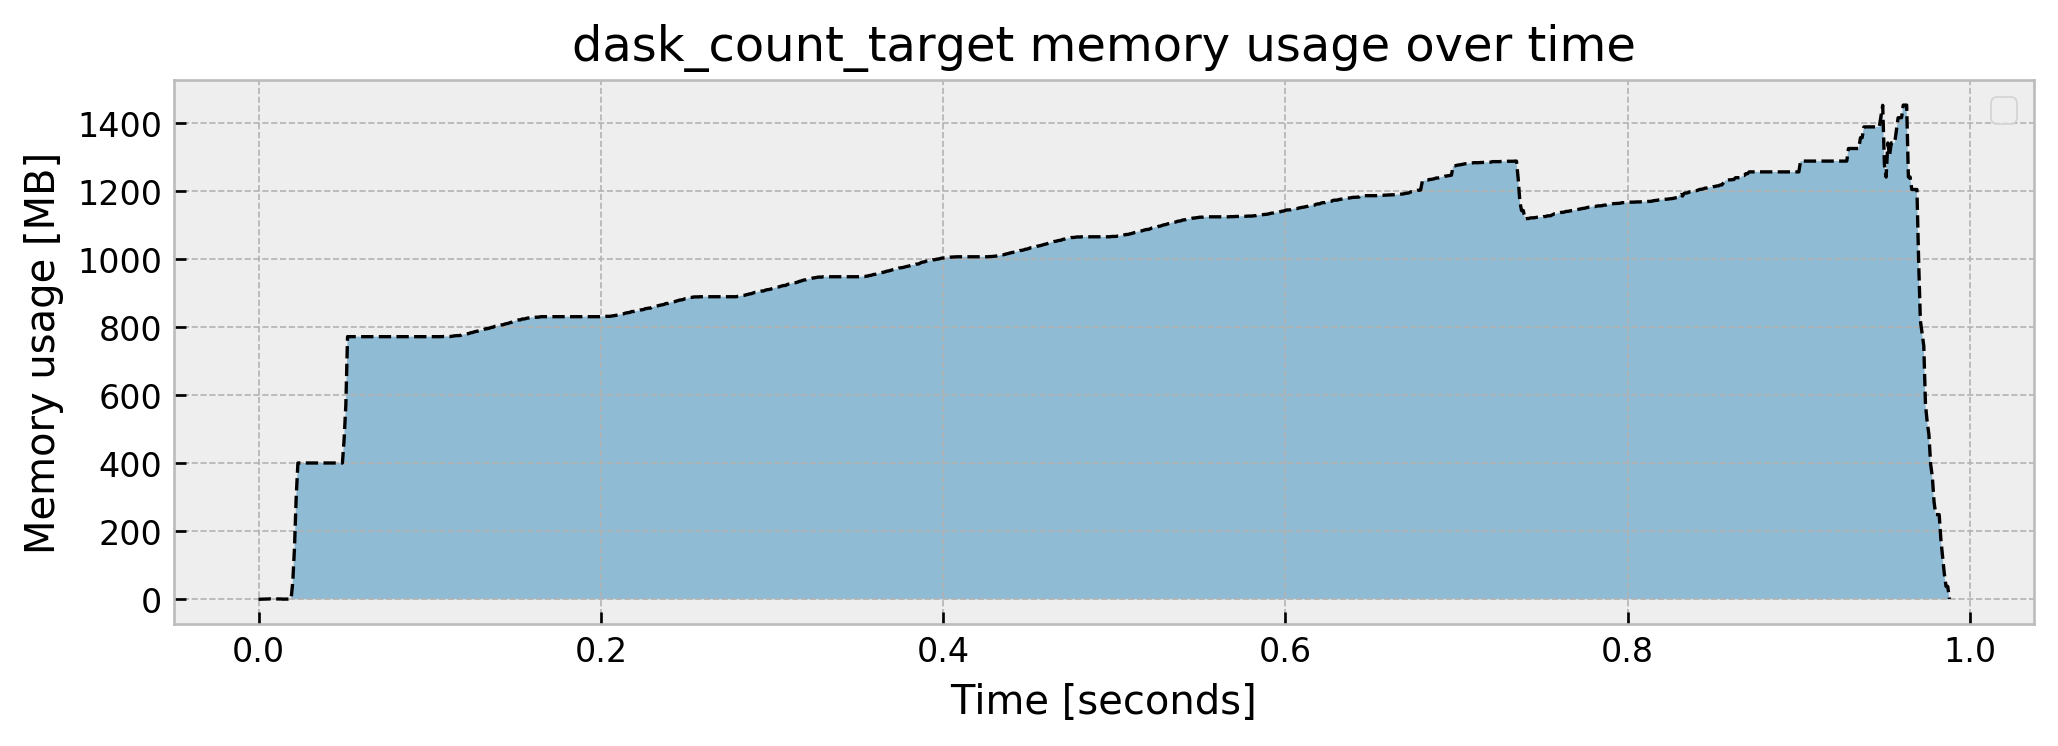 dask_count_target memory usage over time
Memory usage [MB]
1400
1200
1000
800
600
400
200
0
0.0 0.2 0.4 0.6 0.8 1.0
Time [seconds]